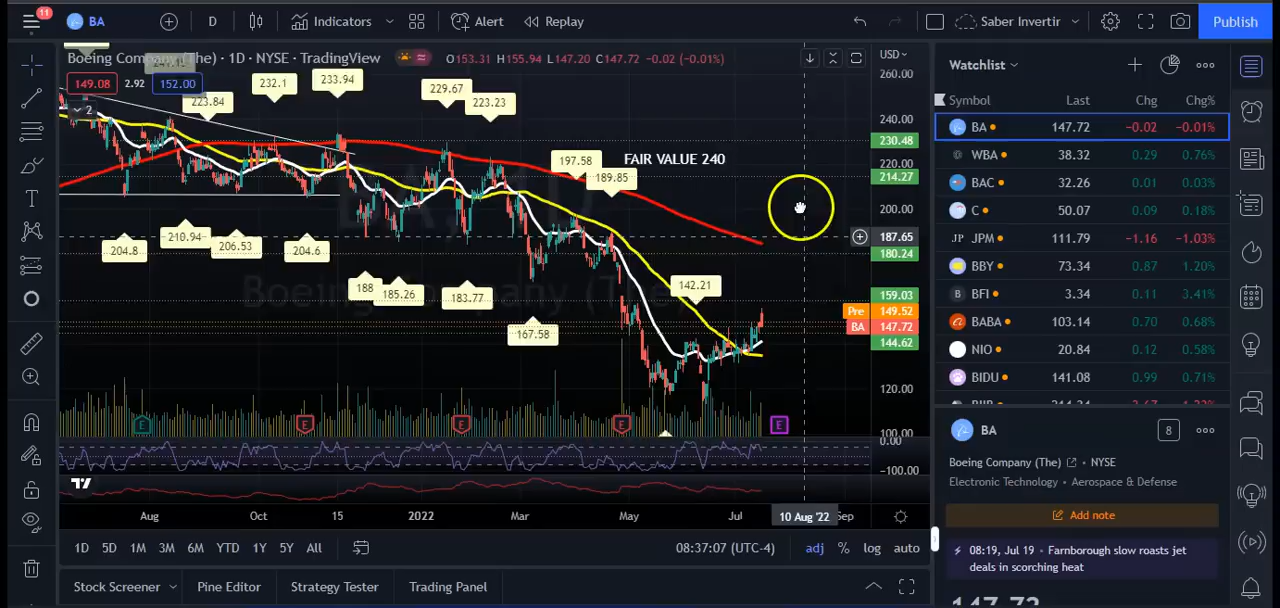 11
BA
D
Indicators
Alert
Replay
Saber Invertir
Publish
Boeing Company (The) · 1D · NYSE · TradingView
O153.31 H155.94 L147.20 C147.72 -0.02 (-0.01%)
USD
149.08 2.92 152.00
2
260.00
240.00
230.48
220.00
214.27
200.00
187.65
180.24
159.03
Pre 149.52
BA 147.72
144.62
120.00
100.00
0.00
-100.00
223.84
232.1
233.94
229.67
223.23
197.58
189.85
FAIR VALUE 240
204.8
210.94
206.53
204.6
188
185.26
183.77
167.58
142.21
Boeing Company (The)
E
E
E
E
E
Aug Oct 15 2022 Mar May Jul 10 Aug '22 Sep
1D 5D 1M 3M 6M YTD 1Y 5Y All
08:37:07 (UTC-4)
adj % log auto
Stock Screener
Pine Editor
Strategy Tester
Trading Panel
Watchlist
Symbol Last Chg Chg%
BA 147.72 −0.02 −0.01%
WBA 38.32 0.29 0.76%
BAC 32.26 0.01 0.03%
C 50.07 0.09 0.18%
JP JPM 111.79 −1.16 −1.03%
BBY 73.34 0.87 1.20%
B BFI 3.34 0.11 3.41%
BABA 103.14 0.70 0.68%
NIO 20.84 0.12 0.58%
BIDU 141.08 0.99 0.71%
BA
8
Boeing Company (The) • NYSE
Electronic Technology • Aerospace & Defense
Add note
08:19, Jul 19 • Farnborough slow roasts jet
deals in scorching heat
147.72